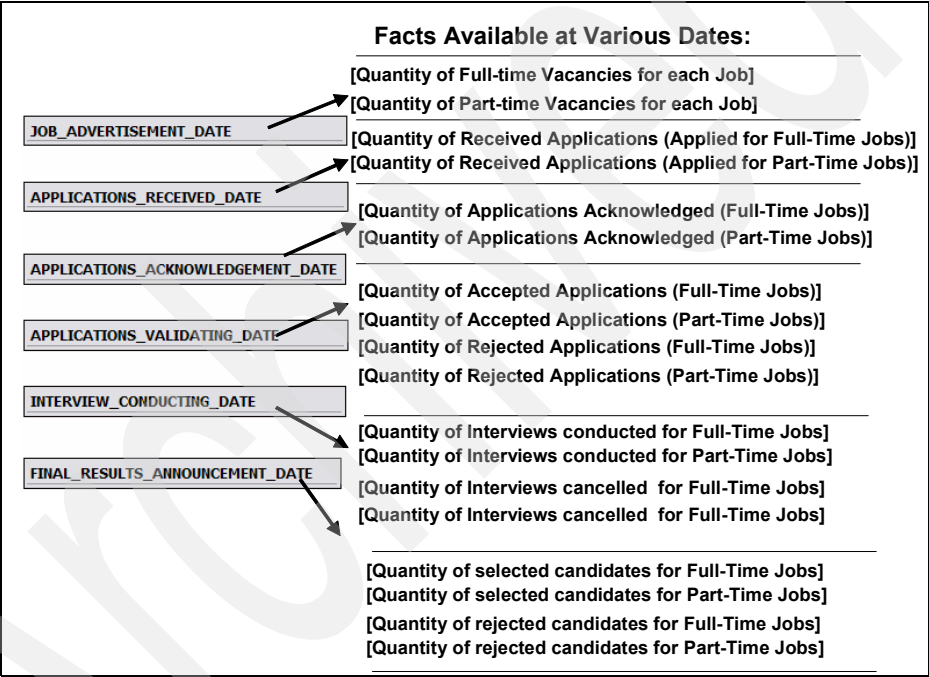 Facts Available at Various Dates:
[Quantity of Full-time Vacancies for each Job]
[Quantity of Part-time Vacancies for each Job]
JOB_ADVERTISEMENT_DATE
[Quantity of Received Applications (Applied for Full-Time Jobs)]
[Quantity of Received Applications (Applied for Part-Time Jobs)]
APPLICATIONS_RECEIVED_DATE
[Quantity of Applications Acknowledged (Full-Time Jobs)]
[Quantity of Applications Acknowledged (Part-Time Jobs)]
APPLICATIONS_ACKNOWLEDGEMENT_DATE
[Quantity of Accepted Applications (Full-Time Jobs)]
[Quantity of Accepted Applications (Part-Time Jobs)]
APPLICATIONS_VALIDATING_DATE
[Quantity of Rejected Applications (Full-Time Jobs)]
[Quantity of Rejected Applications (Part-Time Jobs)]
INTERVIEW_CONDUCTING_DATE
[Quantity of Interviews conducted for Full-Time Jobs]
[Quantity of Interviews conducted for Part-Time Jobs]
FINAL_RESULTS_ANNOUNCEMENT_DATE
[Quantity of Interviews cancelled for Full-Time Jobs]
[Quantity of Interviews cancelled for Full-Time Jobs]
[Quantity of selected candidates for Full-Time Jobs]
[Quantity of selected candidates for Part-Time Jobs]
[Quantity of rejected candidates for Full-Time Jobs]
[Quantity of rejected candidates for Part-Time Jobs]